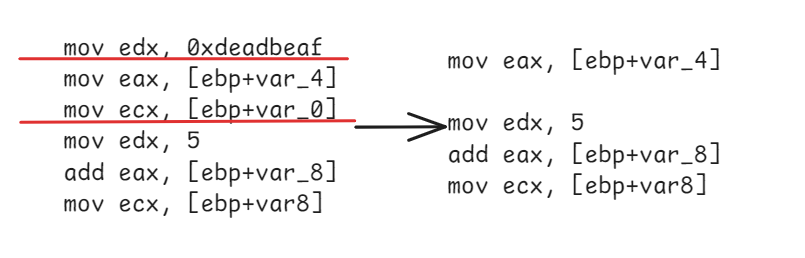 mov edx, 0xdeadbeaf
mov eax, [ebp+var_4]
mov ecx, [ebp+var_0]
mov edx, 5
add eax, [ebp+var_8]
mov ecx, [ebp+var8]
mov eax, [ebp+var_4]
mov edx, 5
add eax, [ebp+var_8]
mov ecx, [ebp+var8]